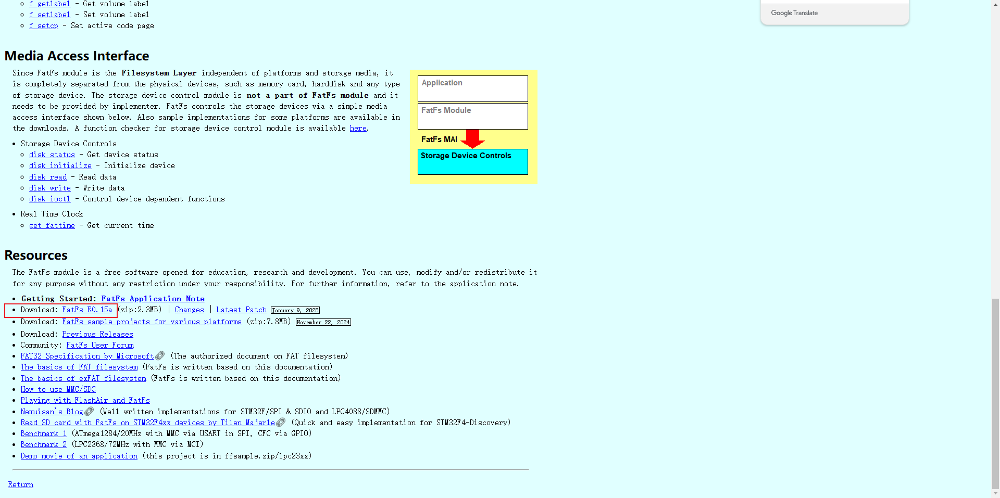 f_getlabel - Get volume label
f_setlabel - Set volume label
f_setcp - Set active code page
Google Translate
Media Access Interface
Since FatFs module is the Filesystem Layer independent of platforms and storage media, it
is completely separated from the physical devices, such as memory card, harddisk and any type
of storage device. The storage device control module is not a part of FatFs module and it
needs to be provided by implementer. FatFs controls the storage devices via a simple media
access interface shown below. Also sample implementations for some platforms are available in
the downloads. A function checker for storage device control module is available here.
Application
FatFs Module
FatFs MAI
Storage Device Controls
Storage Device Controls
disk_status - Get device status
disk_initialize - Initialize device
disk_read - Read data
disk_write - Write data
disk_ioctl - Control device dependent functions
Real Time Clock
get_fattime - Get current time
Resources
The FatFs module is a free software opened for education, research and development. You can use, modify and/or redistribute it
for any purpose without any restriction under your responsibility. For further information, refer to the application note.
Getting Started: FatFs Application Note
Download: FatFs R0.15a (zip:2.3MB) | Changes | Latest Patch January 9, 2025
Download: FatFs sample projects for various platforms (zip:7.8MB) November 22, 2024
Download: Previous Releases
Community: FatFs User Forum
FAT32 Specification by Microsoft (The authorized document on FAT filesystem)
The basics of FAT filesystem (FatFs is written based on this documentation)
The basics of exFAT filesystem (FatFs is written based on this documentation)
How to use MMC/SDC
Playing with FlashAir and FatFs
Nemuisan's Blog (Well written implementations for STM32F/SPI & SDIO and LPC4088/SDMMC)
Read SD card with FatFs on STM32F4xx devices by Tilen Majerle (Quick and easy implementation for STM32F4-Discovery)
Benchmark 1 (ATmega1284/20MHz with MMC via USART in SPI, CFC via GPIO)
Benchmark 2 (LPC2368/72MHz with MMC via MCI)
Demo movie of an application (this project is in ffsample.zip/lpc23xx)
Return